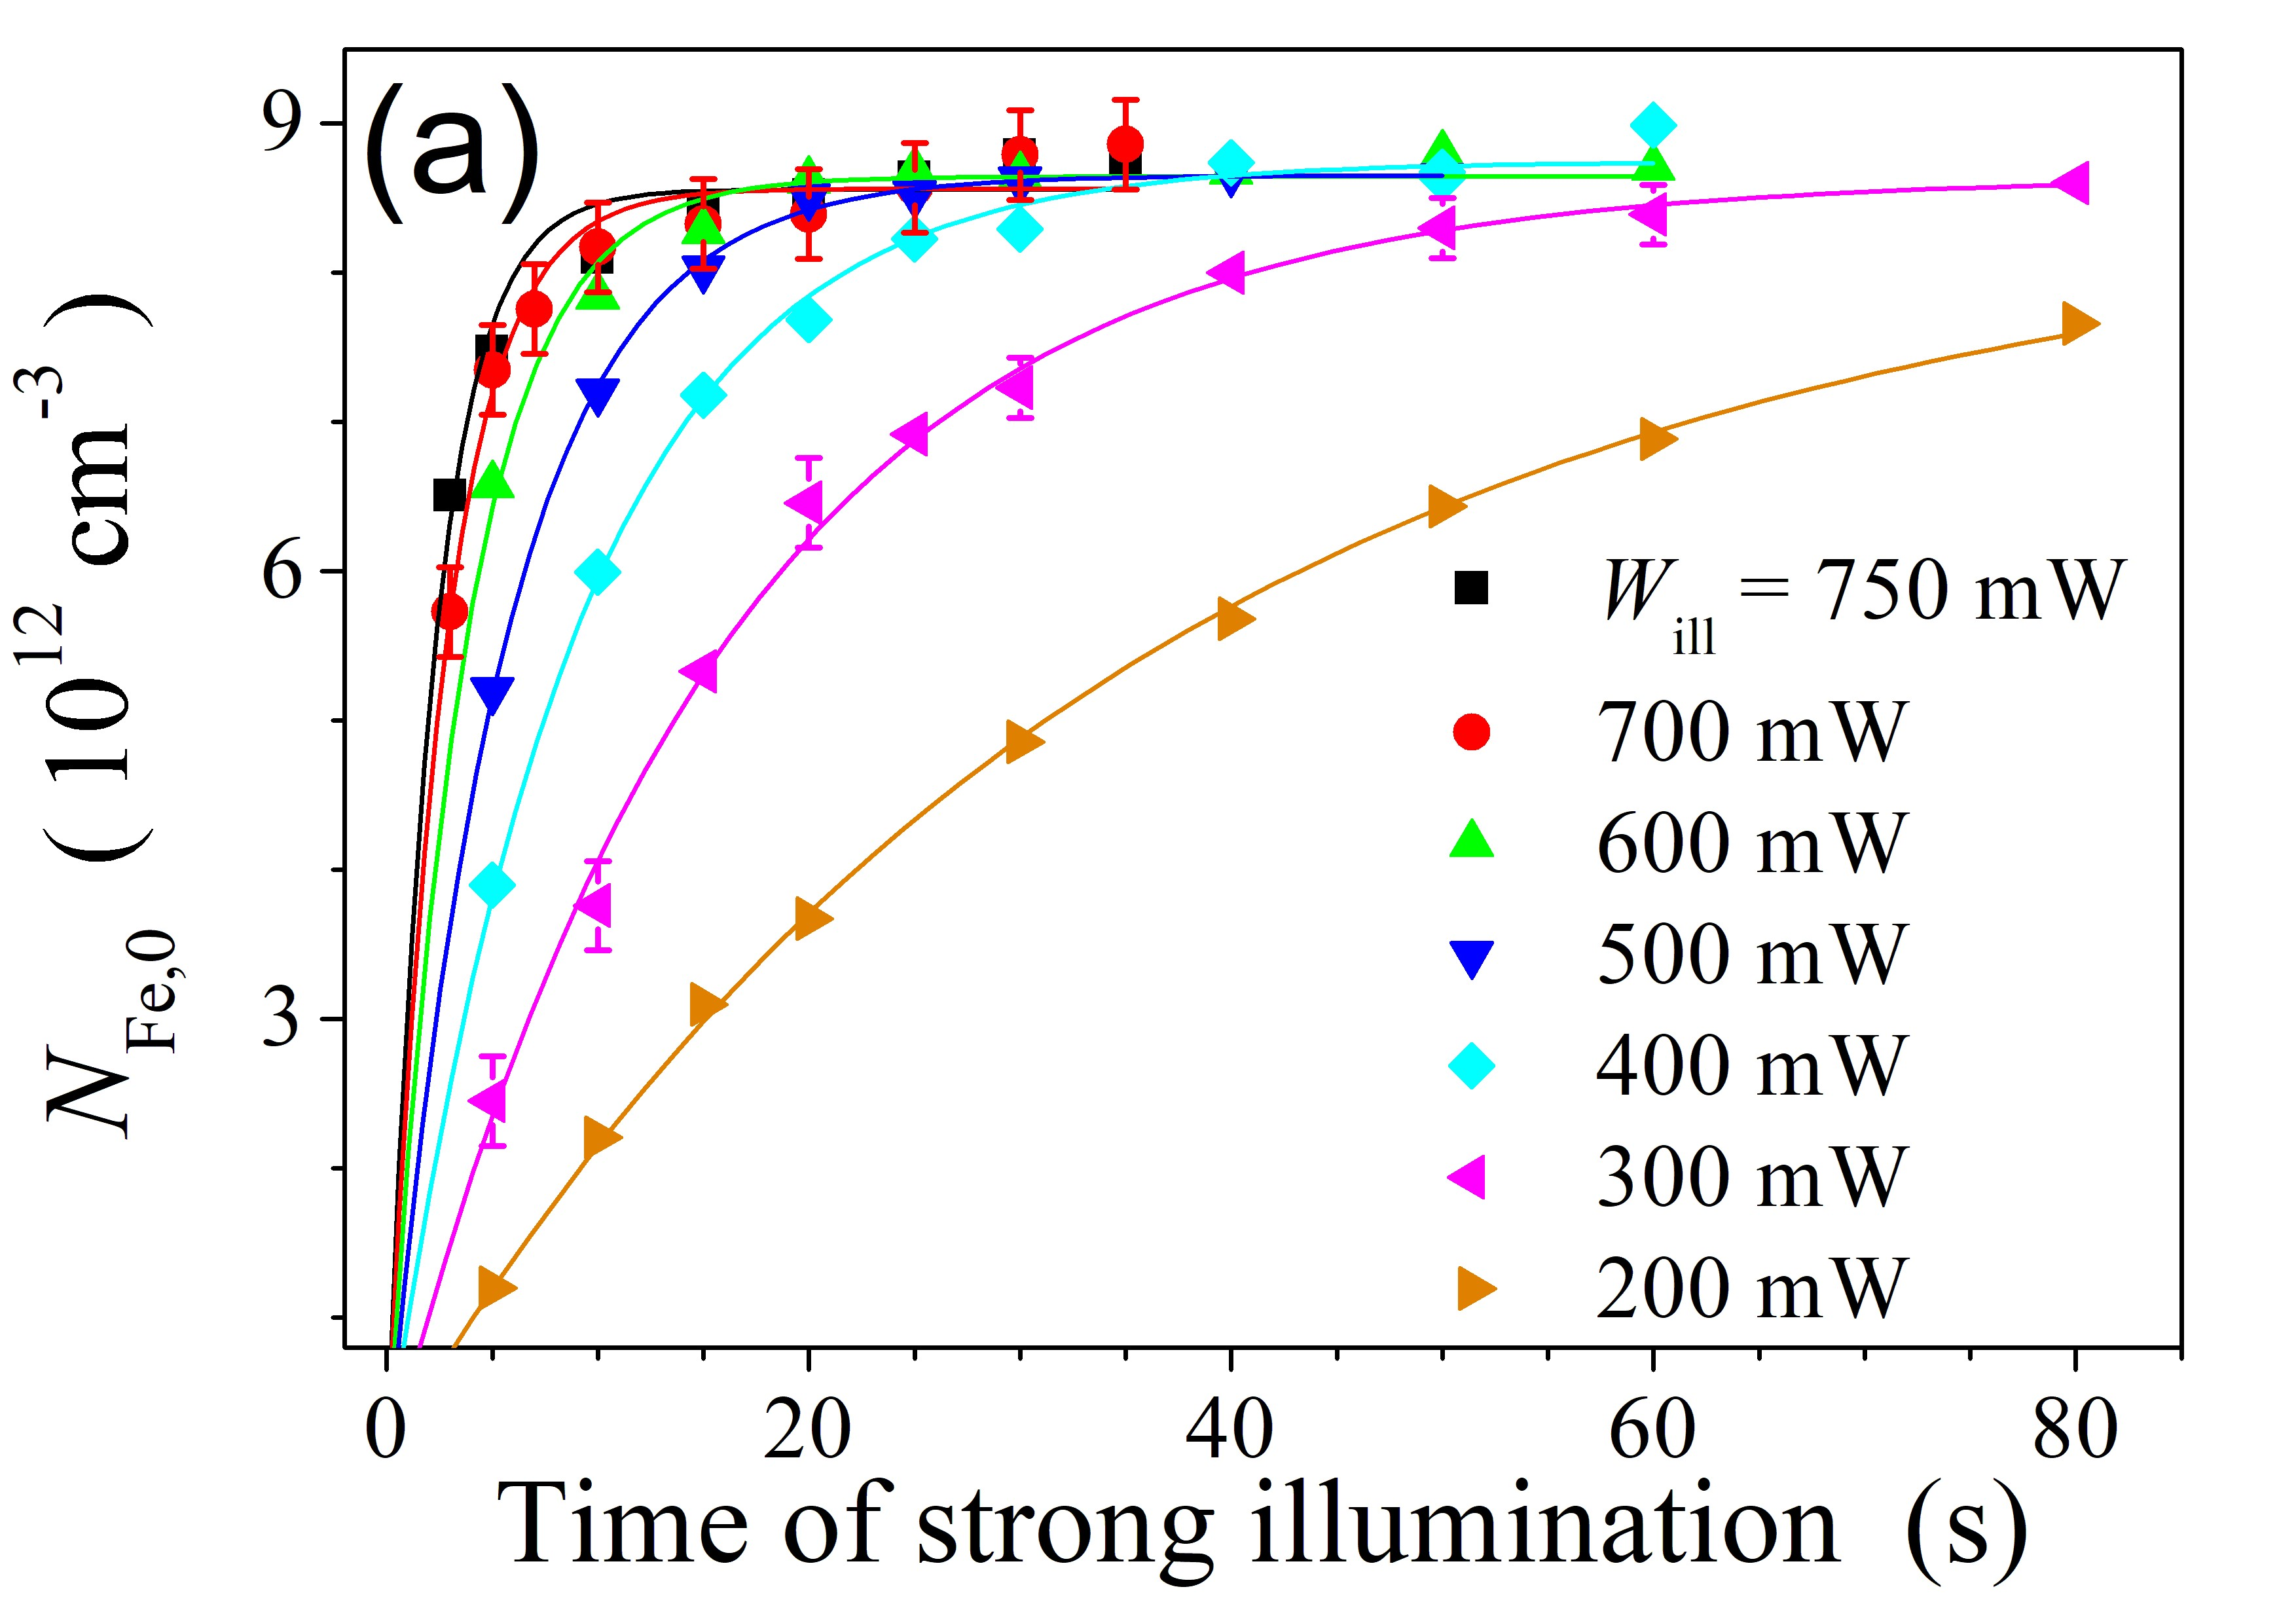 (a)
9
6
3
N_Fe,0 (10^12 cm^-3)
W_ill = 750 mW
700 mW
600 mW
500 mW
400 mW
300 mW
200 mW
0 20 40 60 80
Time of strong illumination (s)